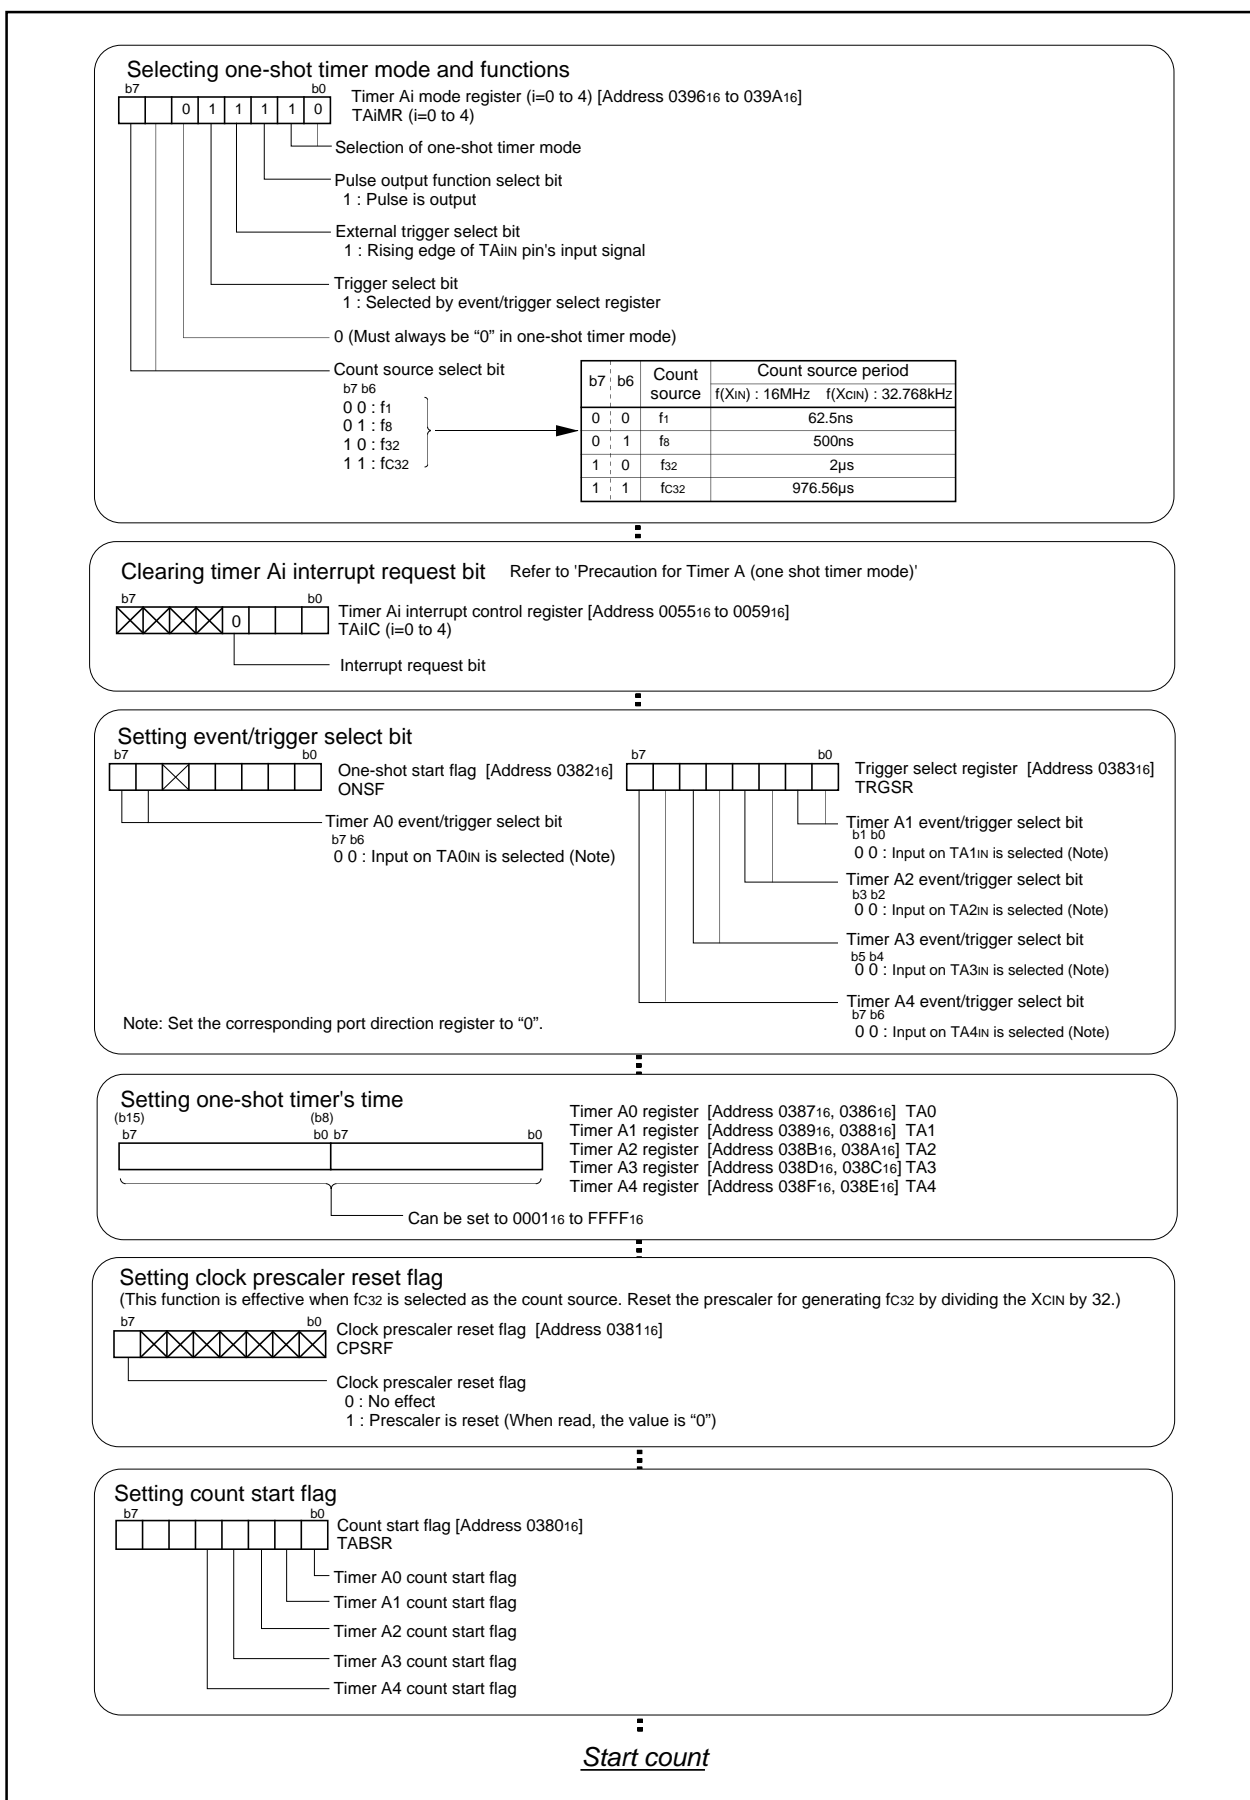 Selecting one-shot timer mode and functions
b7 b0
0 1 1 1 1 0
Timer Ai mode register (i=0 to 4) [Address 039616 to 039A16]
TAiMR (i=0 to 4)
Selection of one-shot timer mode
Pulse output function select bit
1 : Pulse is output
External trigger select bit
1 : Rising edge of TAiIN pin's input signal
Trigger select bit
1 : Selected by event/trigger select register
0 (Must always be “0” in one-shot timer mode)
Count source select bit
b7 b6
0 0 : f1
0 1 : f8
1 0 : f32
1 1 : fC32
b7 b6 Count source Count source period
f(XIN) : 16MHz f(XCIN) : 32.768kHz
0 0 f1 62.5ns
0 1 f8 500ns
1 0 f32 2µs
1 1 fC32 976.56µs
Clearing timer Ai interrupt request bit Refer to 'Precaution for Timer A (one shot timer mode)'
b7 b0
0
Timer Ai interrupt control register [Address 005516 to 005916]
TAiIC (i=0 to 4)
Interrupt request bit
Setting event/trigger select bit
b7 b0
One-shot start flag [Address 038216]
ONSF
Timer A0 event/trigger select bit
b7 b6
0 0 : Input on TA0IN is selected (Note)
b7 b0
Trigger select register [Address 038316]
TRGSR
Timer A1 event/trigger select bit
b1 b0
0 0 : Input on TA1IN is selected (Note)
Timer A2 event/trigger select bit
b3 b2
0 0 : Input on TA2IN is selected (Note)
Timer A3 event/trigger select bit
b5 b4
0 0 : Input on TA3IN is selected (Note)
Timer A4 event/trigger select bit
b7 b6
0 0 : Input on TA4IN is selected (Note)
Note: Set the corresponding port direction register to “0”.
Setting one-shot timer's time
(b15) (b8)
b7 b0 b7 b0
Timer A0 register [Address 038716, 038616] TA0
Timer A1 register [Address 038916, 038816] TA1
Timer A2 register [Address 038B16, 038A16] TA2
Timer A3 register [Address 038D16, 038C16] TA3
Timer A4 register [Address 038F16, 038E16] TA4
Can be set to 000116 to FFFF16
Setting clock prescaler reset flag
(This function is effective when fC32 is selected as the count source. Reset the prescaler for generating fC32 by dividing the XCIN by 32.)
b7 b0
Clock prescaler reset flag [Address 038116]
CPSRF
Clock prescaler reset flag
0 : No effect
1 : Prescaler is reset (When read, the value is “0”)
Setting count start flag
b7 b0
Count start flag [Address 038016]
TABSR
Timer A0 count start flag
Timer A1 count start flag
Timer A2 count start flag
Timer A3 count start flag
Timer A4 count start flag
Start count